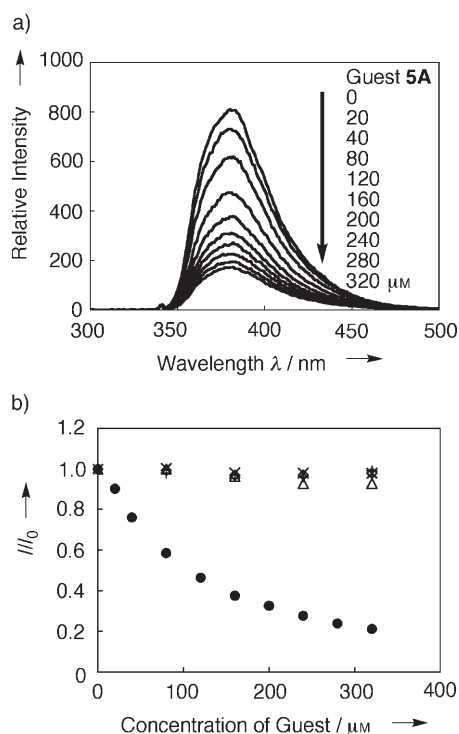 a)
1000
800
600
400
200
0
Relative Intensity
Guest 5A
0
20
40
80
120
160
200
240
280
320 μM
300 350 400 450 500
Wavelength λ / nm
b)
1.2
1.0
0.8
0.6
0.4
0.2
0
I/I0
0 100 200 300 400
Concentration of Guest / μM